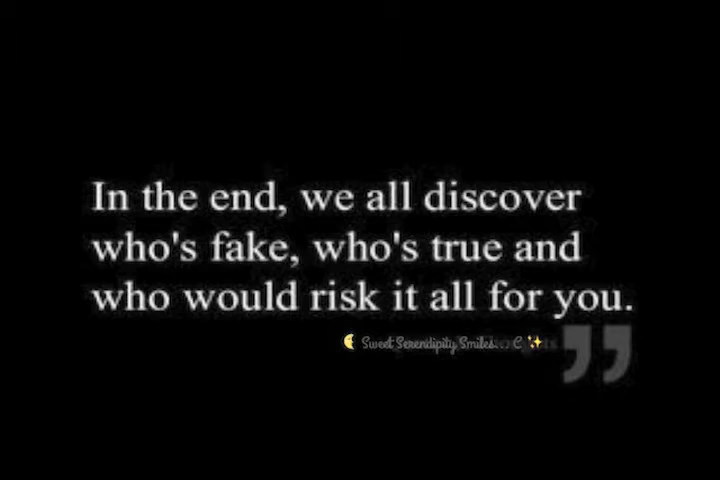 In the end, we all discover
who's fake, who's true and
who would risk it all for you.
🌜 Sweet Serendipity Smiles... C ✨
”